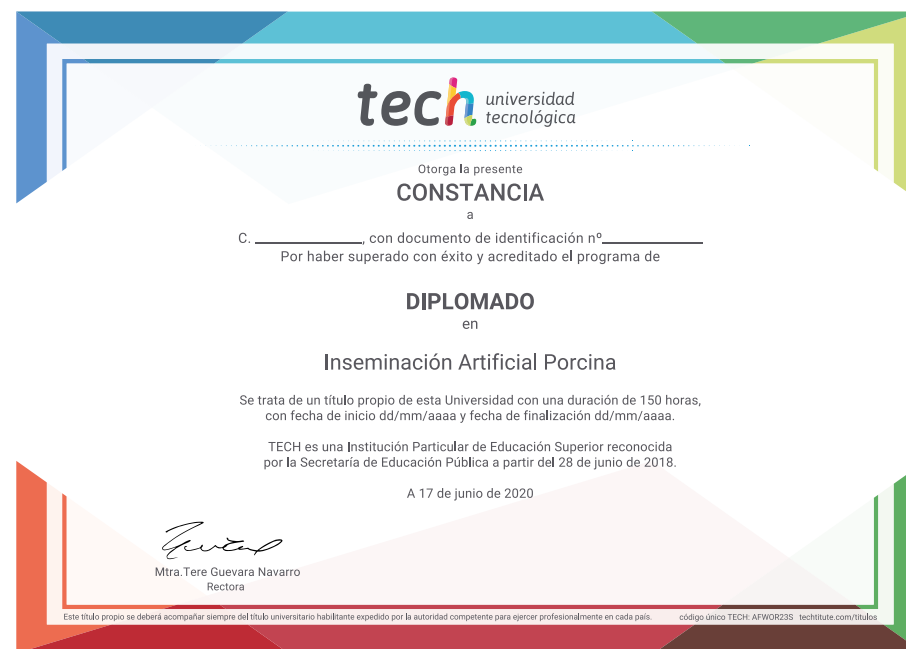 tech universidad
tecnológica
Otorga la presente
CONSTANCIA
a
C. ______________, con documento de identificación nº_____________
Por haber superado con éxito y acreditado el programa de
DIPLOMADO
en
Inseminación Artificial Porcina
Se trata de un título propio de esta Universidad con una duración de 150 horas,
con fecha de inicio dd/mm/aaaa y fecha de finalización dd/mm/aaaa.
TECH es una Institución Particular de Educación Superior reconocida
por la Secretaría de Educación Pública a partir del 28 de junio de 2018.
A 17 de junio de 2020
Mtra.Tere Guevara Navarro
Rectora
Este título propio se deberá acompañar siempre del título universitario habilitante expedido por la autoridad competente para ejercer profesionalmente en cada país. código único TECH: AFWOR23S techtitute.com/titulos